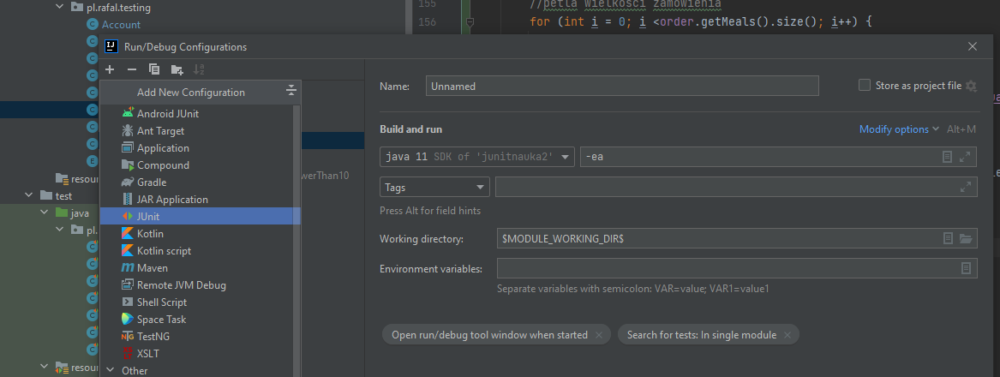 pl.rafal.testing
155 //pętla wielkości zamówienia
Account
156 for (int i = 0; i <order.getMeals().size(); i++) {
Run/Debug Configurations
Add New Configuration
Name: Unnamed
Store as project file
Android JUnit
Ant Target
Build and run
Modify options Alt+M
Application
java 11 SDK of 'junitnauka2'
-ea
Compound
resour
Gradle
werThan10
Tags
test
JAR Application
Press Alt for field hints
java
JUnit
pl.
Kotlin
Working directory: $MODULE_WORKING_DIR$
Kotlin script
Maven
Environment variables:
Remote JVM Debug
Separate variables with semicolon: VAR=value; VAR1=value1
Shell Script
Space Task
TestNG
Open run/debug tool window when started
Search for tests: In single module
XSLT
resour
Other